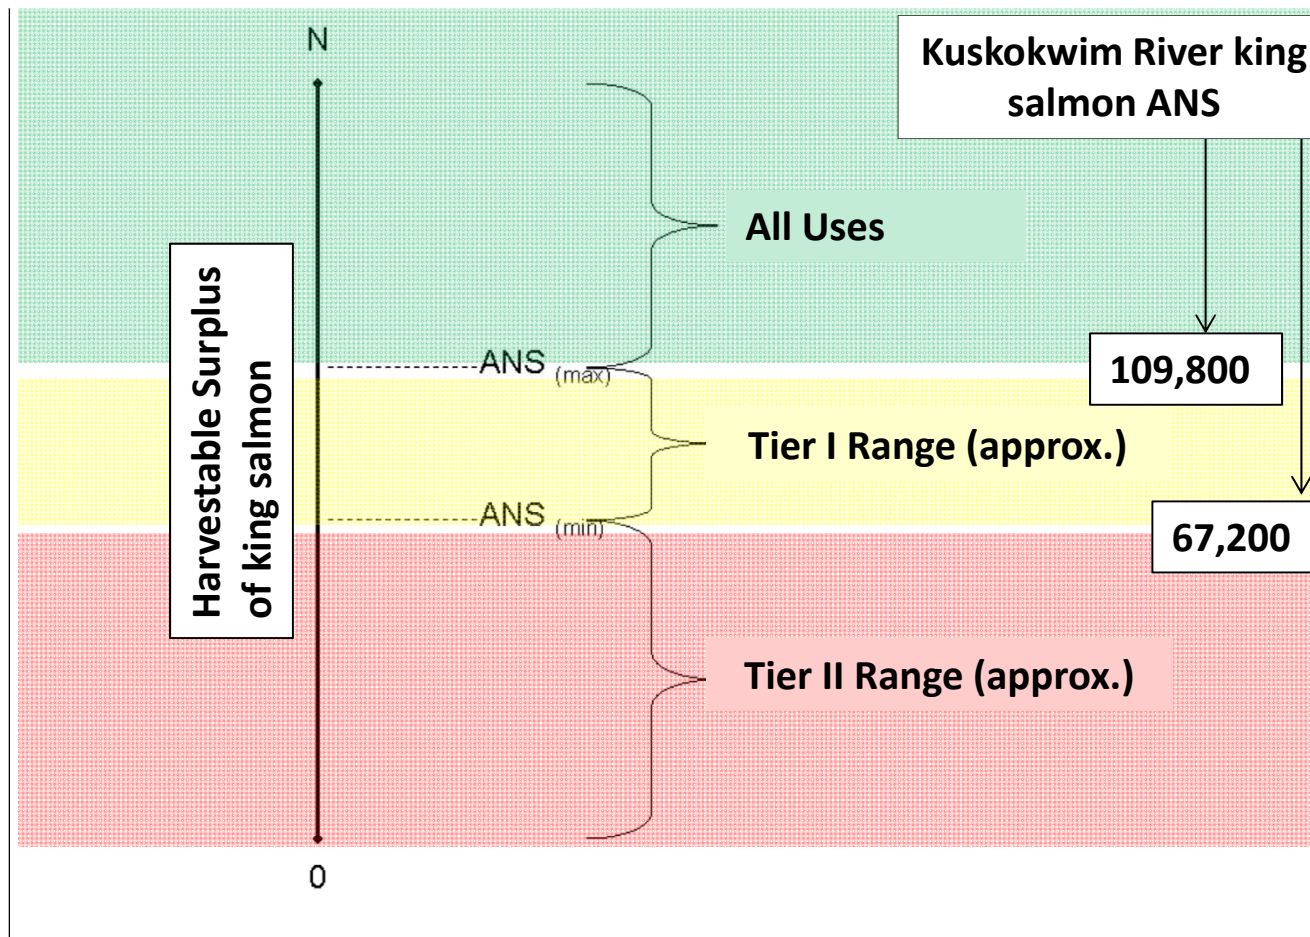 N
Kuskokwim River king
salmon ANS
All Uses
Harvestable Surplus
of king salmon
ANS (max)
109,800
Tier I Range (approx.)
ANS (min)
67,200
Tier II Range (approx.)
0